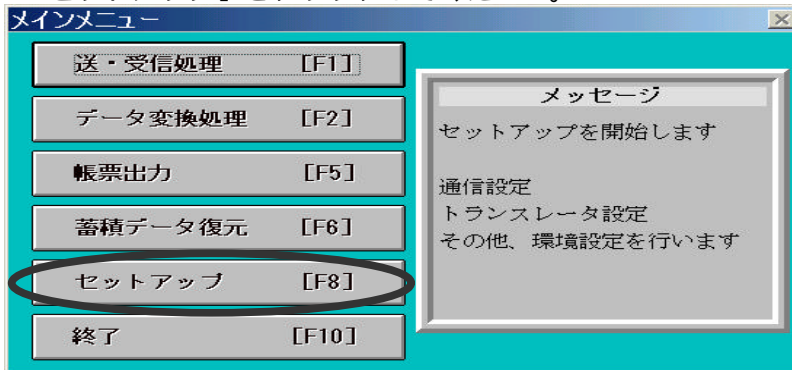 メインメニュー
送・受信処理 [F1]
データ変換処理 [F2]
帳票出力 [F5]
蓄積データ復元 [F6]
セットアップ [F8]
終了 [F10]
メッセージ
セットアップを開始します
通信設定
トランスレータ設定
その他、環境設定を行います